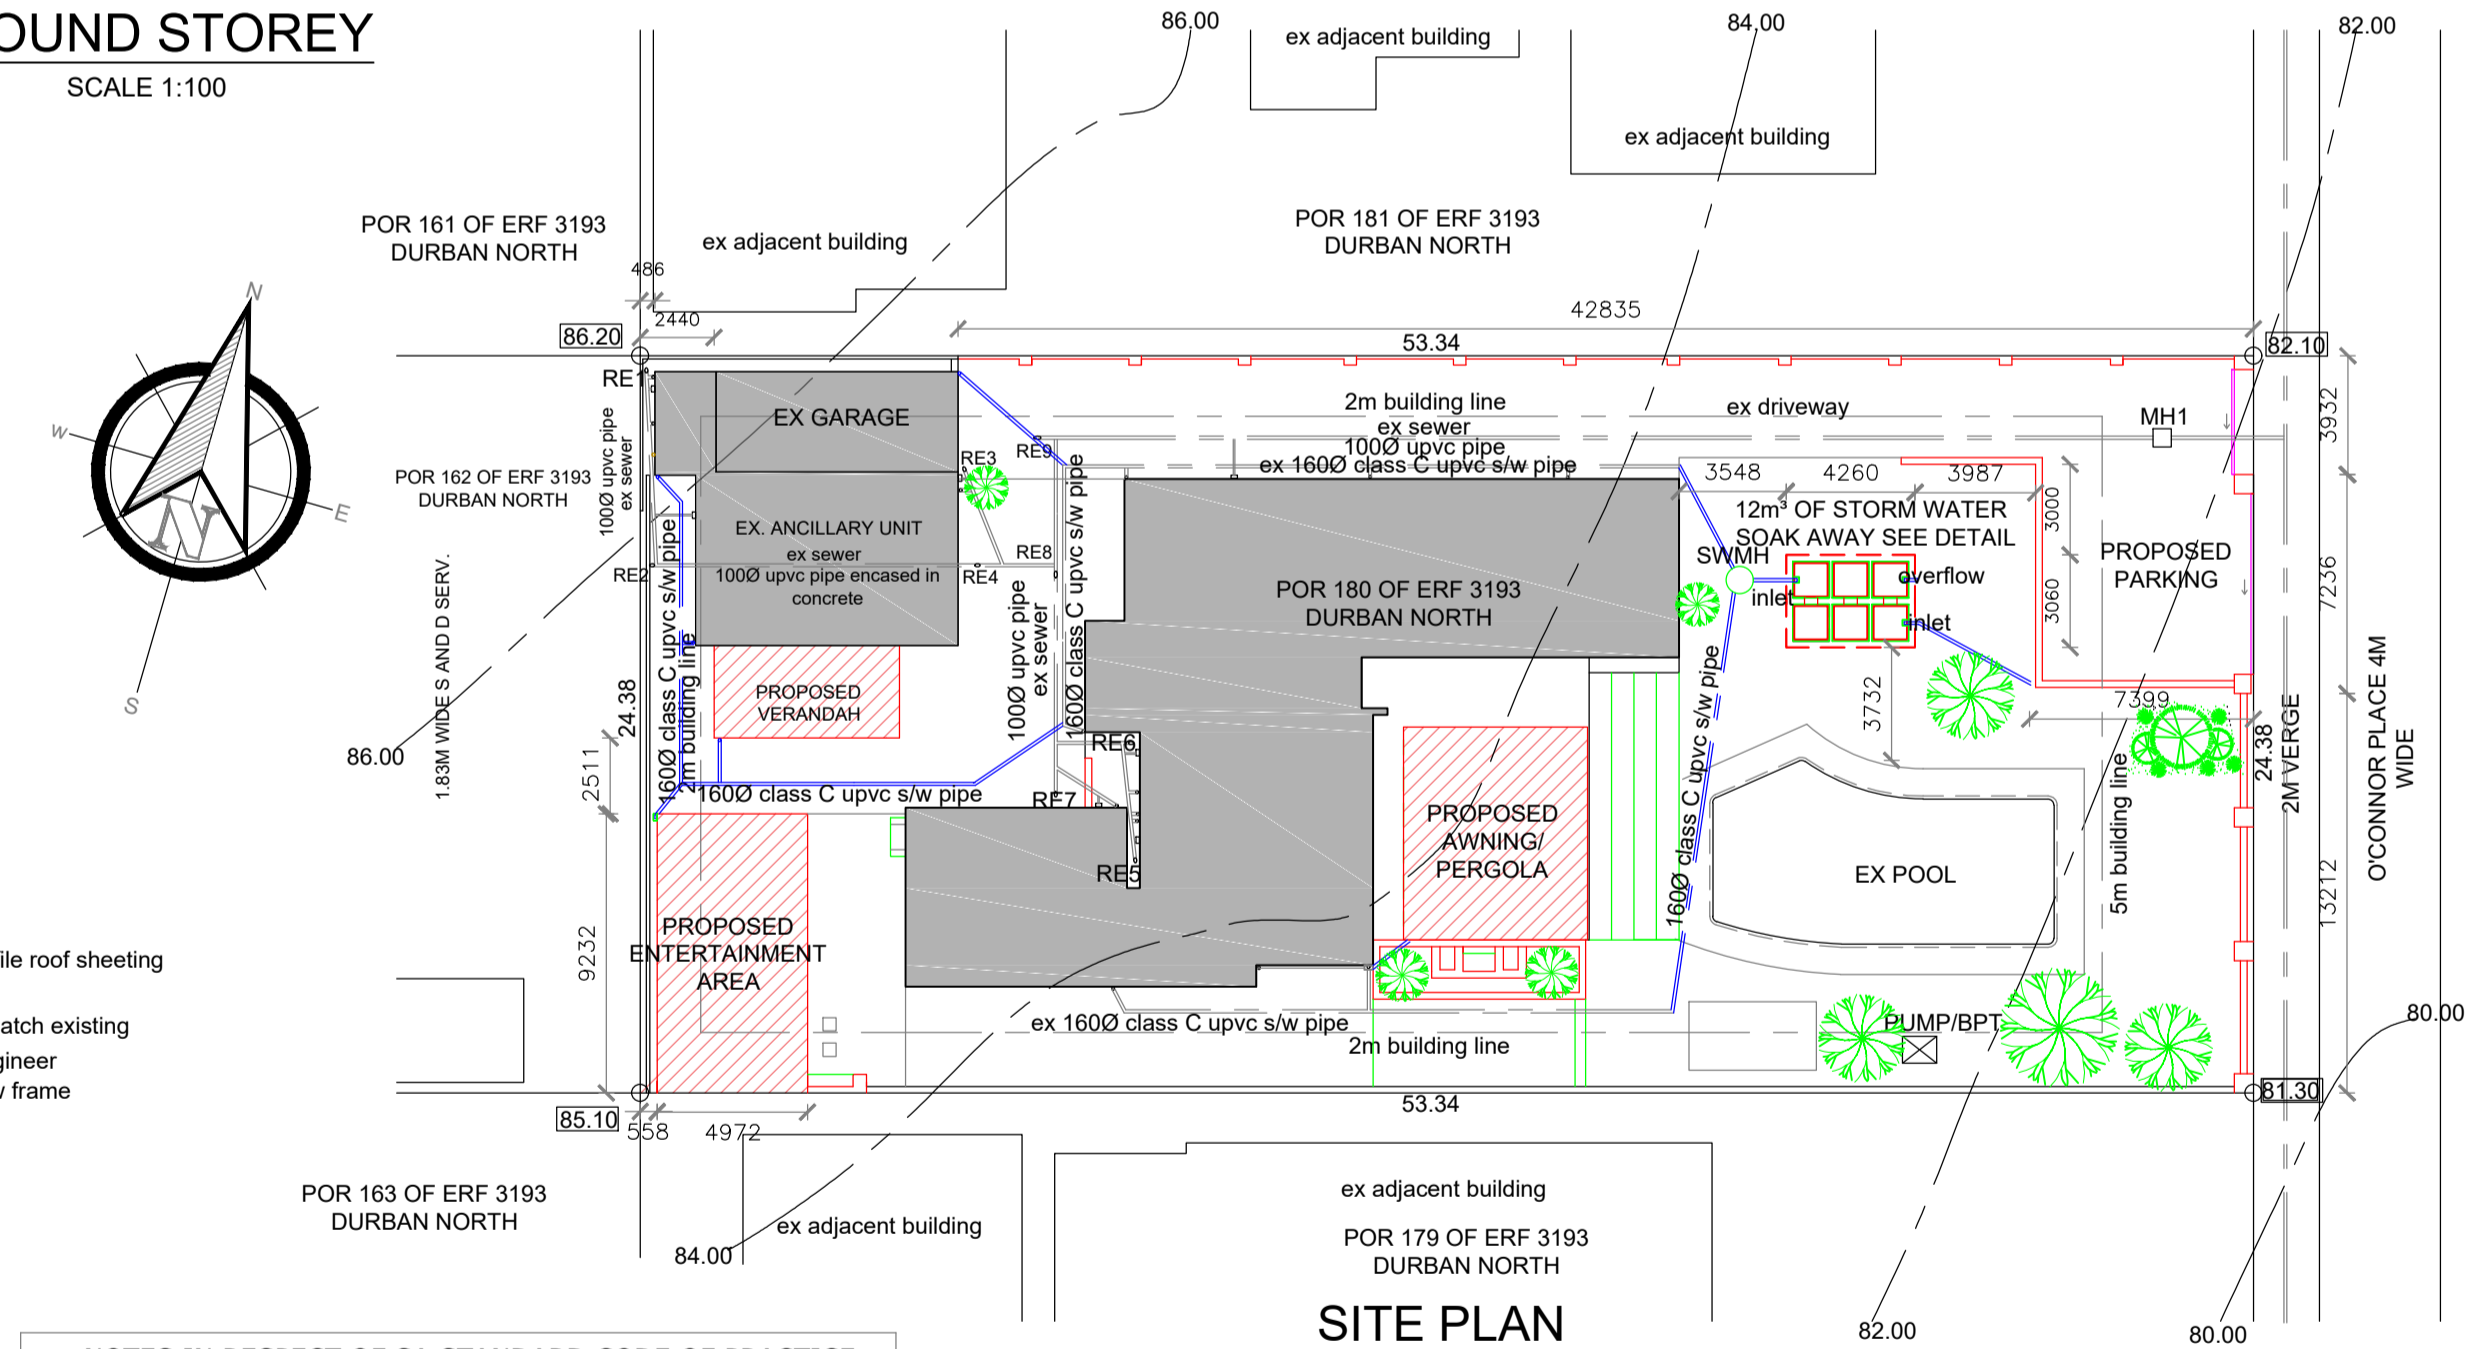 OUND STOREY
SCALE 1:100
86.00
84.00
82.00
ex adjacent building
ex adjacent building
POR 161 OF ERF 3193
DURBAN NORTH
ex adjacent building
POR 181 OF ERF 3193
DURBAN NORTH
486
2440
42835
86.20
53.34
82.10
N
W
E
S
N
RE1
EX GARAGE
2m building line
ex driveway
ex sewer
100Ø upvc pipe
ex 160Ø class C upvc s/w pipe
MH1
3932
POR 162 OF ERF 3193
DURBAN NORTH
100Ø upvc pipe
ex sewer
RE3
RE9
3548
4260
3987
3000
12m³ OF STORM WATER
SOAK AWAY SEE DETAIL
EX. ANCILLARY UNIT
ex sewer
100Ø upvc pipe encased in
concrete
RE2
RE4
RE8
SWMH
overflow
inlet
inlet
3060
PROPOSED
PARKING
7236
POR 180 OF ERF 3193
DURBAN NORTH
1.83M WIDE S AND D SERV.
24.38
160Ø class C upvc s/w pipe
2m building line
100Ø upvc pipe
ex sewer
160Ø class C upvc s/w pipe
PROPOSED
VERANDAH
160Ø class C upvc s/w pipe
3732
7399
2M VERGE
O'CONNOR PLACE 4M
WIDE
24.38
86.00
2511
160Ø class C upvc s/w pipe
RE6
RE7
RE5
PROPOSED
AWNING/
PERGOLA
EX POOL
5m building line
13212
9232
PROPOSED
ENTERTAINMENT
AREA
ile roof sheeting
atch existing
gineer
w frame
ex 160Ø class C upvc s/w pipe
2m building line
PUMP/BPT
80.00
81.30
85.10
558
4972
53.34
POR 163 OF ERF 3193
DURBAN NORTH
84.00
ex adjacent building
ex adjacent building
POR 179 OF ERF 3193
DURBAN NORTH
SITE PLAN
82.00
80.00